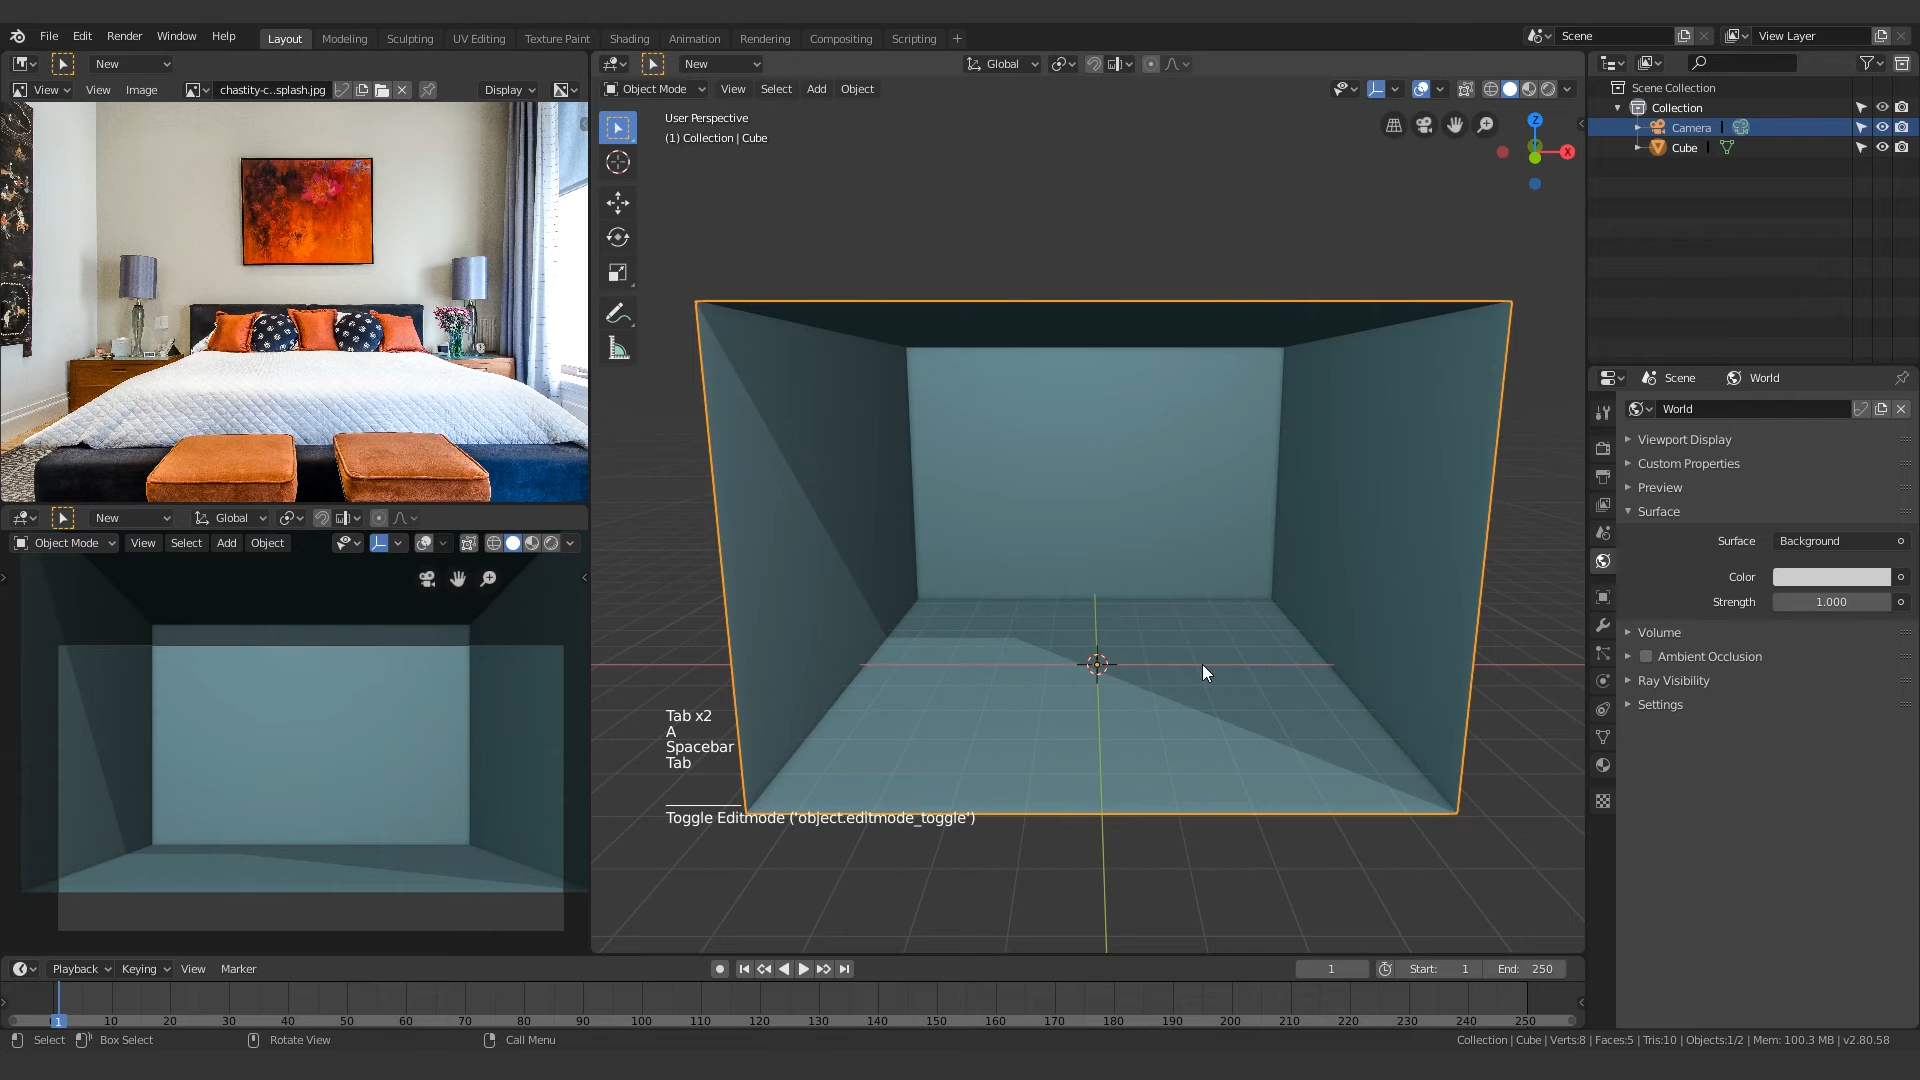 File Edit Render Window Help Layout Modeling Sculpting UV Editing Texture Paint Shading Animation Rendering Compositing Scripting + Scene View Layer
New New Global
View View Image chastity-c..splash.jpg Display Object Mode View Select Add Object
Scene Collection
Collection
Camera
Cube
User Perspective
(1) Collection | Cube
Z
X
Scene World
World
Viewport Display
Custom Properties
Preview
Surface
Surface Background
Color
Strength 1.000
Volume
Ambient Occlusion
Ray Visibility
Settings
New Global
Object Mode View Select Add Object
Tab x2
A
Spacebar
Tab
Toggle Editmode ('object.editmode_toggle')
Playback Keying View Marker 1 Start: 1 End: 250
1 10 20 30 40 50 60 70 80 90 100 110 120 130 140 150 160 170 180 190 200 210 220 230 240 250
Select Box Select Rotate View Call Menu Collection | Cube | Verts:8 | Faces:5 | Tris:10 | Objects:1/2 | Mem: 100.3 MB | v2.80.58